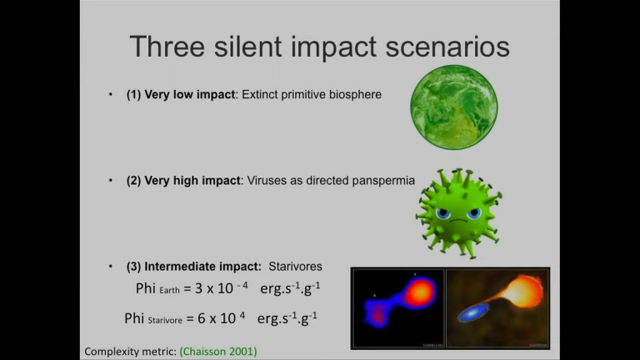 Three silent impact scenarios
• (1) Very low impact: Extinct primitive biosphere
• (2) Very high impact: Viruses as directed panspermia
• (3) Intermediate impact: Starivores
Phi Earth = 3 x 10 -4 erg.s-1.g-1
Phi Starivore = 6 x 10 4 erg.s-1.g-1
Complexity metric: (Chaisson 2001)